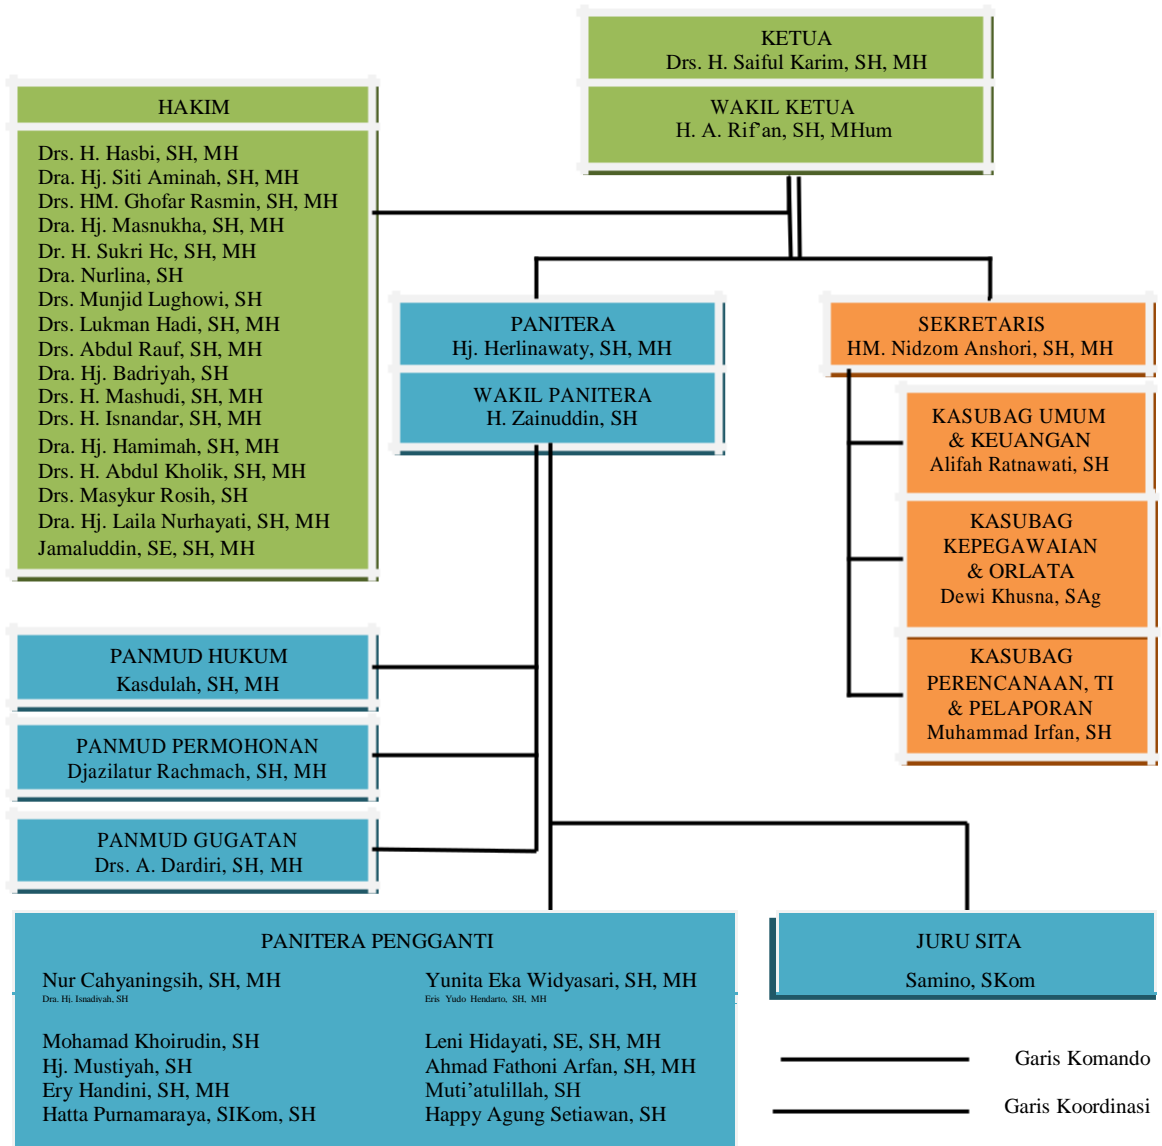 KETUA
Drs. H. Saiful Karim, SH, MH
WAKIL KETUA
H. A. Rif’an, SH, MHum
HAKIM
Drs. H. Hasbi, SH, MH
Dra. Hj. Siti Aminah, SH, MH
Drs. HM. Ghofar Rasmin, SH, MH
Dra. Hj. Masnukha, SH, MH
Dr. H. Sukri Hc, SH, MH
Dra. Nurlina, SH
Drs. Munjid Lughowi, SH
Drs. Lukman Hadi, SH, MH
Drs. Abdul Rauf, SH, MH
Dra. Hj. Badriyah, SH
Drs. H. Mashudi, SH, MH
Drs. H. Isnandar, SH, MH
Dra. Hj. Hamimah, SH, MH
Drs. H. Abdul Kholik, SH, MH
Drs. Masykur Rosih, SH
Dra. Hj. Laila Nurhayati, SH, MH
Jamaluddin, SE, SH, MH
PANITERA
Hj. Herlinawaty, SH, MH
WAKIL PANITERA
H. Zainuddin, SH
SEKRETARIS
HM. Nidzom Anshori, SH, MH
KASUBAG UMUM
& KEUANGAN
Alifah Ratnawati, SH
KASUBAG
KEPEGAWAIAN
& ORLATA
Dewi Khusna, SAg
KASUBAG
PERENCANAAN, TI
& PELAPORAN
Muhammad Irfan, SH
PANMUD HUKUM
Kasdulah, SH, MH
PANMUD PERMOHONAN
Djazilatur Rachmach, SH, MH
PANMUD GUGATAN
Drs. A. Dardiri, SH, MH
PANITERA PENGGANTI
Nur Cahyaningsih, SH, MH
Dra. Hj. Isnadiyah, SH
Mohamad Khoirudin, SH
Hj. Mustiyah, SH
Ery Handini, SH, MH
Hatta Purnamaraya, SIKom, SH
Yunita Eka Widyasari, SH, MH
Eris Yudo Hendarto, SH, MH
Leni Hidayati, SE, SH, MH
Ahmad Fathoni Arfan, SH, MH
Muti’atulillah, SH
Happy Agung Setiawan, SH
JURU SITA
Samino, SKom
Garis Komando
Garis Koordinasi